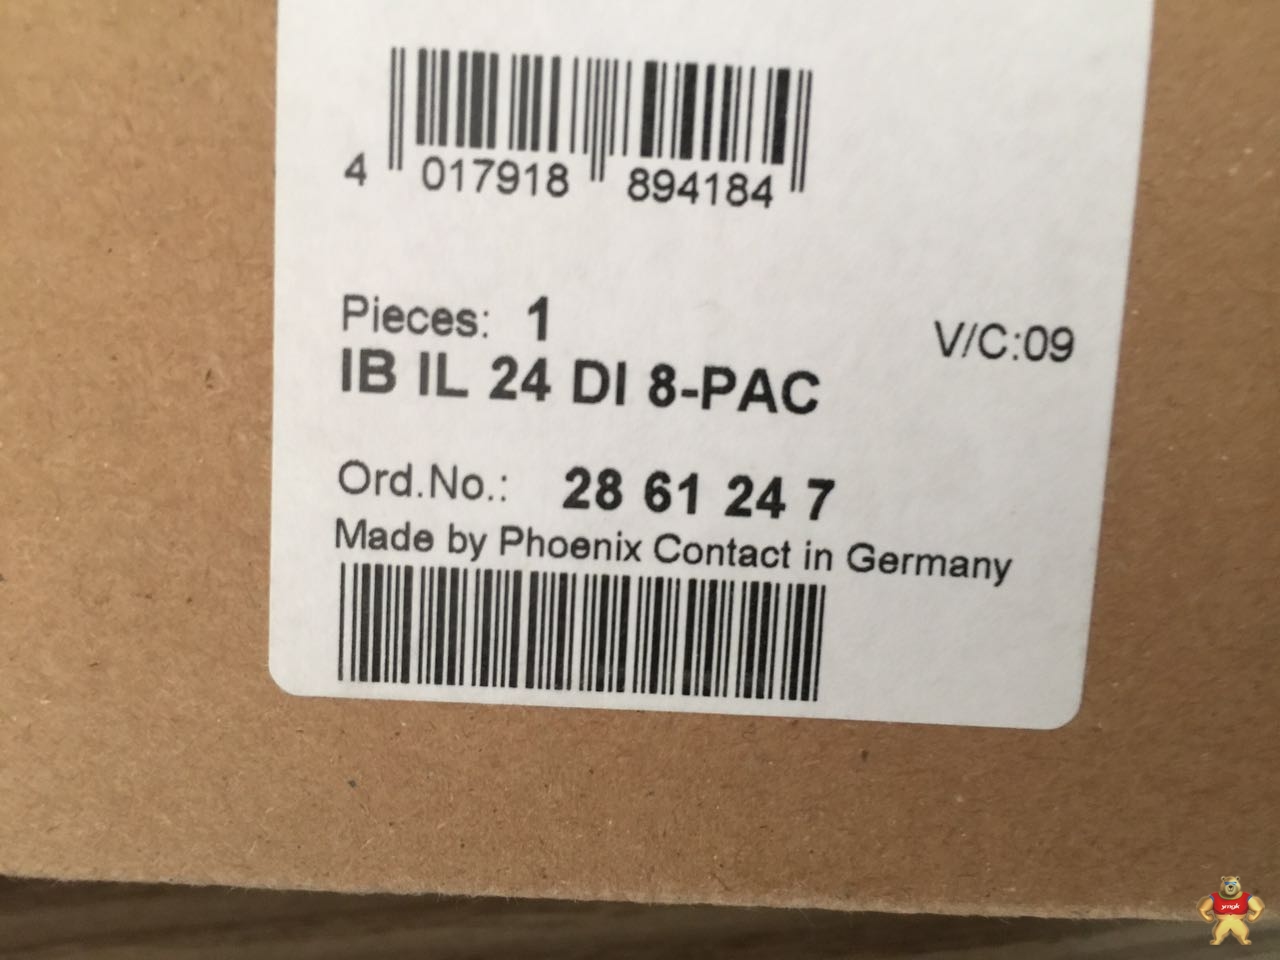 4 017918 894184
Pieces: 1 V/C:09
IB IL 24 DI 8-PAC
Ord.No.: 28 61 24 7
Made by Phoenix Contact in Germany
ymgk